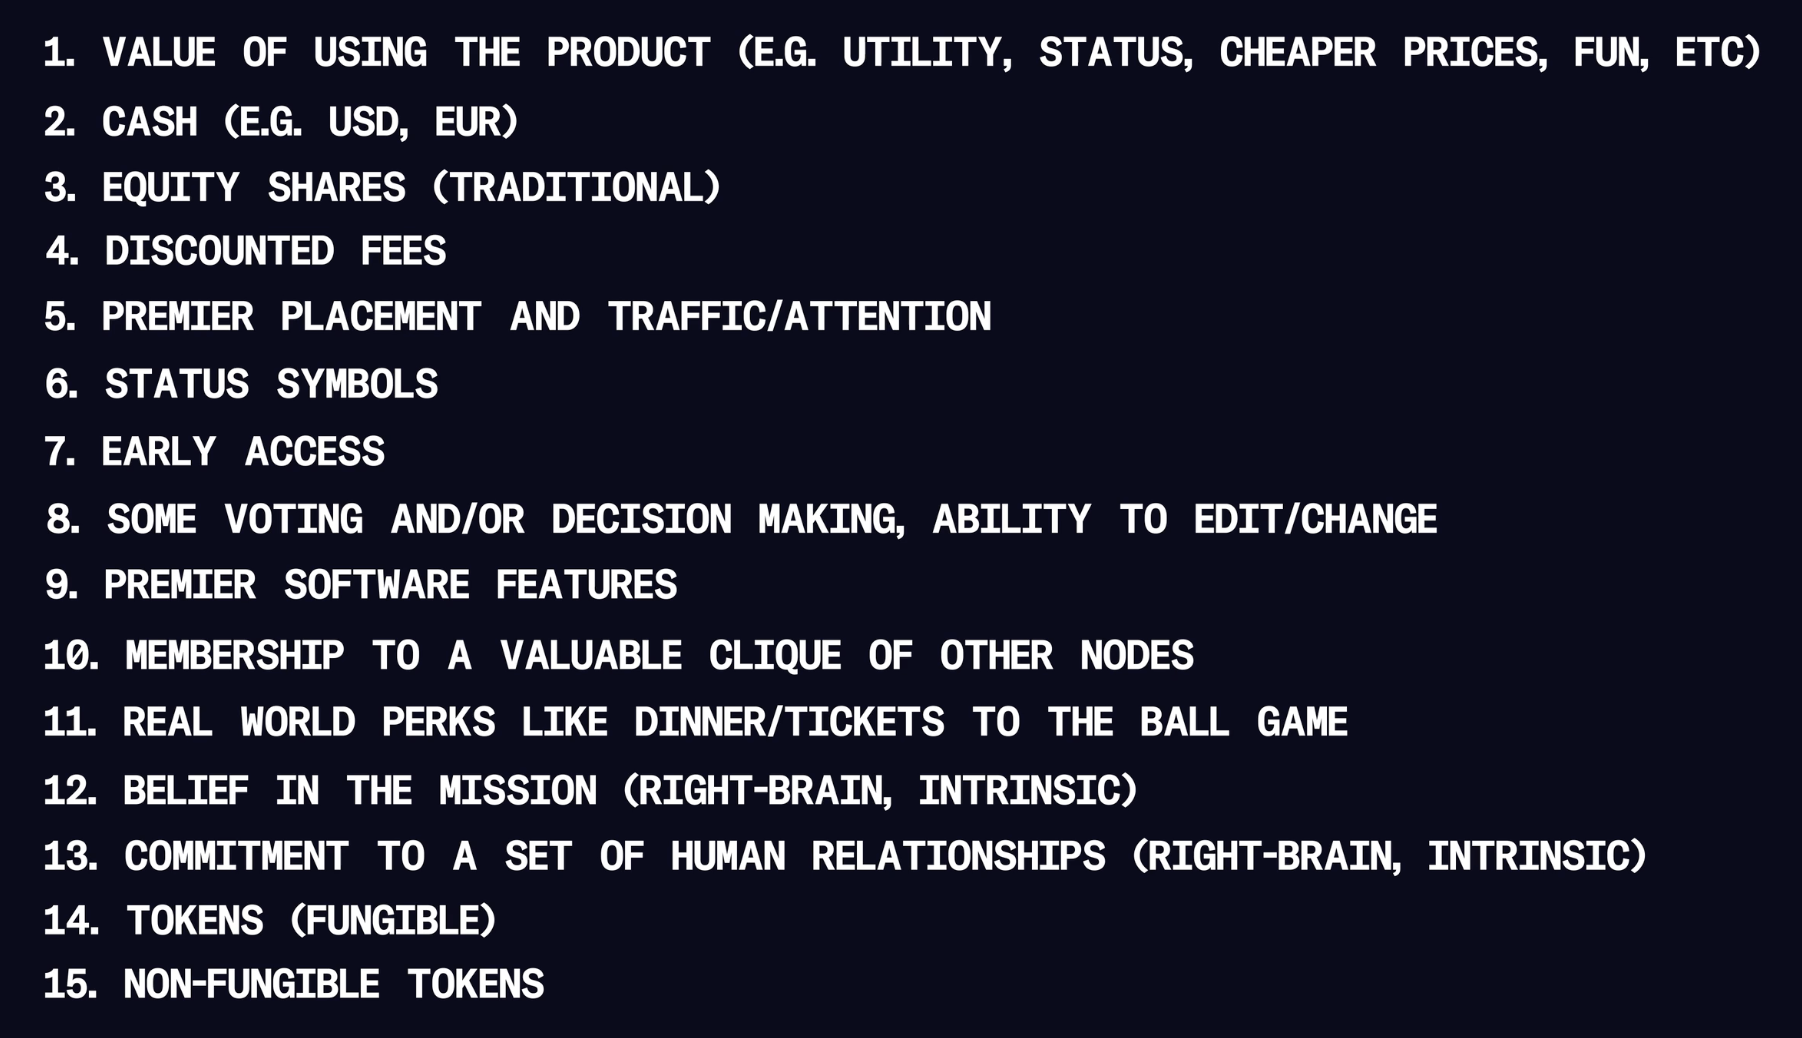 1. VALUE OF USING THE PRODUCT (E.G. UTILITY, STATUS, CHEAPER PRICES, FUN, ETC)
2. CASH (E.G. USD, EUR)
3. EQUITY SHARES (TRADITIONAL)
4. DISCOUNTED FEES
5. PREMIER PLACEMENT AND TRAFFIC/ATTENTION
6. STATUS SYMBOLS
7. EARLY ACCESS
8. SOME VOTING AND/OR DECISION MAKING, ABILITY TO EDIT/CHANGE
9. PREMIER SOFTWARE FEATURES
10. MEMBERSHIP TO A VALUABLE CLIQUE OF OTHER NODES
11. REAL WORLD PERKS LIKE DINNER/TICKETS TO THE BALL GAME
12. BELIEF IN THE MISSION (RIGHT-BRAIN, INTRINSIC)
13. COMMITMENT TO A SET OF HUMAN RELATIONSHIPS (RIGHT-BRAIN, INTRINSIC)
14. TOKENS (FUNGIBLE)
15. NON-FUNGIBLE TOKENS